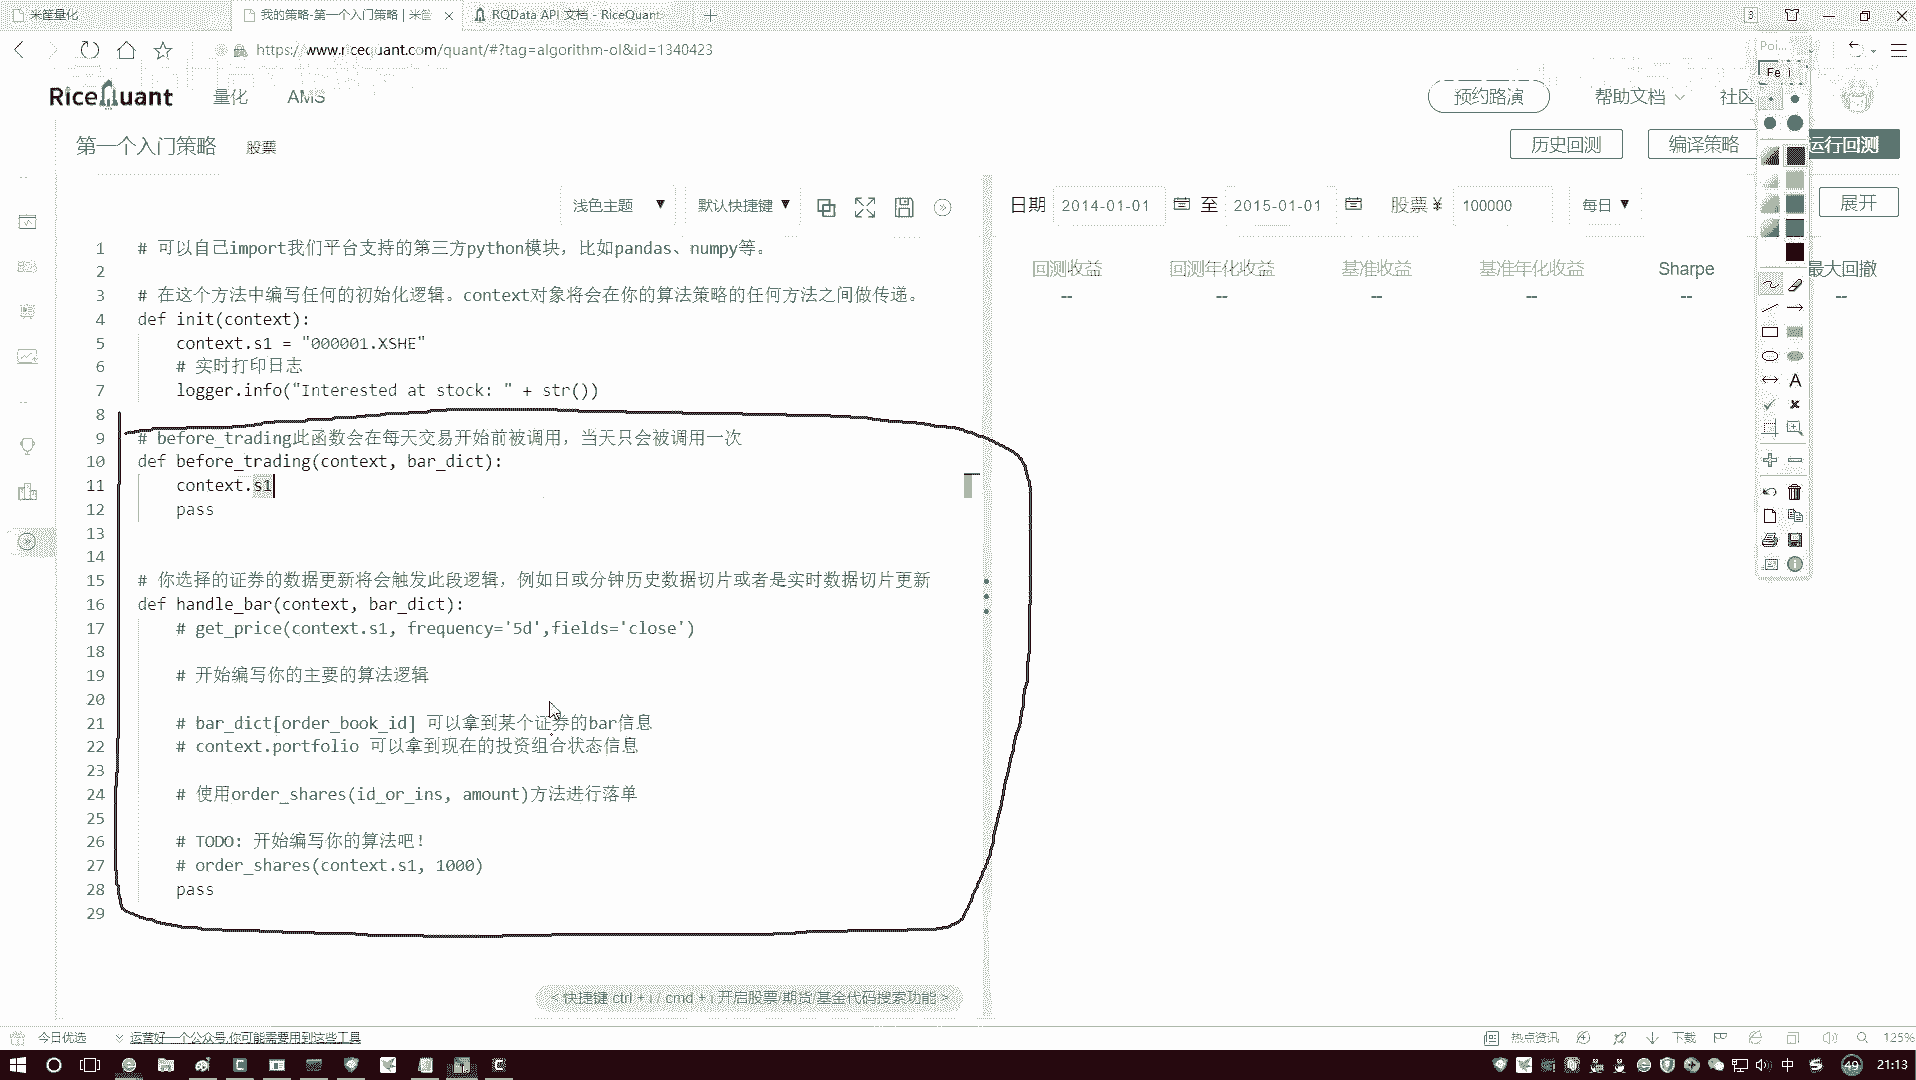 米筐量化
我的策略-第一个入门策略 | 米筐
RQData API 文档 - RiceQuant
3
https://www.ricequant.com/quant/#?tag=algorithm-ol&id=1340423
Poi...
RiceQuant
量化
AMS
预约路演
帮助文档
社区
第一个入门策略
股票
历史回测
编译策略
运行回测
浅色主题
默认快捷键
日期
2014-01-01
至
2015-01-01
股票 ¥
100000
每日
展开
回测收益
回测年化收益
基准收益
基准年化收益
Sharpe
最大回撤
--
--
--
--
--
--
1 # 可以自己import我们平台支持的第三方python模块，比如pandas、numpy等。
2
3 # 在这个方法中编写任何的初始化逻辑。context对象将会在你的算法策略的任何方法之间做传递。
4 def init(context):
5 context.s1 = "000001.XSHE"
6 # 实时打印日志
7 logger.info("Interested at stock: " + str())
8
9 # before_trading此函数会在每天交易开始前被调用，当天只会被调用一次
10 def before_trading(context, bar_dict):
11 context.s1
12 pass
13
14
15 # 你选择的证券的数据更新将会触发此段逻辑，例如日或分钟历史数据切片或者是实时数据切片更新
16 def handle_bar(context, bar_dict):
17 # get_price(context.s1, frequency='5d',fields='close')
18
19 # 开始编写你的主要的算法逻辑
20
21 # bar_dict[order_book_id] 可以拿到某个证券的bar信息
22 # context.portfolio 可以拿到现在的投资组合状态信息
23
24 # 使用order_shares(id_or_ins, amount)方法进行落单
25
26 # TODO: 开始编写你的算法吧！
27 # order_shares(context.s1, 1000)
28 pass
29
< 快捷键 ctrl + i / cmd + i 开启股票/期货/基金代码搜索功能 >
今日优选
运营好一个公众号,你可能需要用到这些工具
热点资讯
下载
125%
中
49
21:13